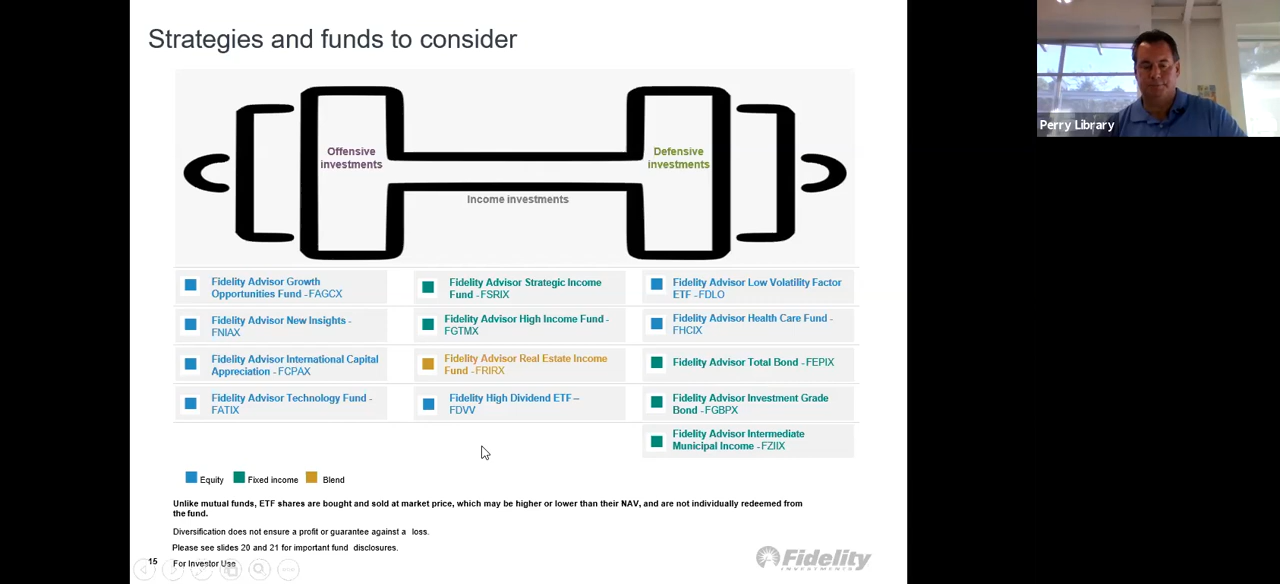 Strategies and funds to consider
Perry Library
Offensive
investments
Defensive
investments
Income investments
Fidelity Advisor Growth
Opportunities Fund - FAGCX
Fidelity Advisor New Insights -
FNIAX
Fidelity Advisor International Capital
Appreciation - FCPAX
Fidelity Advisor Technology Fund -
FATIX
Fidelity Advisor Strategic Income
Fund - FSRIX
Fidelity Advisor High Income Fund -
FGTMX
Fidelity Advisor Real Estate Income
Fund - FRIRX
Fidelity High Dividend ETF –
FDVV
Fidelity Advisor Low Volatility Factor
ETF - FDLO
Fidelity Advisor Health Care Fund -
FHCIX
Fidelity Advisor Total Bond - FEPIX
Fidelity Advisor Investment Grade
Bond - FGBPX
Fidelity Advisor Intermediate
Municipal Income - FZIIX
Equity
Fixed income
Blend
Unlike mutual funds, ETF shares are bought and sold at market price, which may be higher or lower than their NAV, and are not individually redeemed from
the fund.
Diversification does not ensure a profit or guarantee against a loss.
Please see slides 20 and 21 for important fund disclosures.
15
For Investor Use
Fidelity
INVESTMENTS